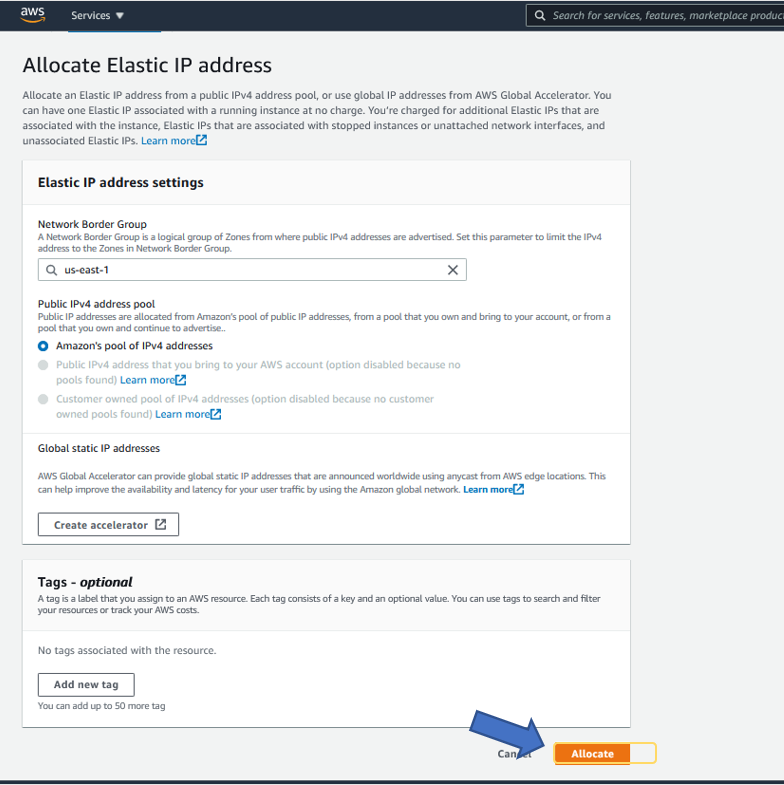 aws
Services ▼
Search for services, features, marketplace produc
Allocate Elastic IP address
Allocate an Elastic IP address from a public IPv4 address pool, or use global IP addresses from AWS Global Accelerator. You
can have one Elastic IP associated with a running instance at no charge. You're charged for additional Elastic IPs that are
associated with the instance, Elastic IPs that are associated with stopped instances or unattached network interfaces, and
unassociated Elastic IPs. Learn more
Elastic IP address settings
Network Border Group
A Network Border Group is a logical group of Zones from where public IPv4 addresses are advertised. Set this parameter to limit the IPv4
address to the Zones in Network Border Group.
us-east-1
Public IPv4 address pool
Public IP addresses are allocated from Amazon's pool of public IP addresses, from a pool that you own and bring to your account, or from a
pool that you own and continue to advertise..
Amazon's pool of IPv4 addresses
Public IPv4 address that you bring to your AWS account (option disabled because no
pools found) Learn more
Customer owned pool of IPv4 addresses (option disabled because no customer
owned pools found) Learn more
Global static IP addresses
AWS Global Accelerator can provide global static IP addresses that are announced worldwide using anycast from AWS edge locations. This
can help improve the availability and latency for your user traffic by using the Amazon global network. Learn more
Create accelerator
Tags - optional
A tag is a label that you assign to an AWS resource. Each tag consists of a key and an optional value. You can use tags to search and filter
your resources or track your AWS costs.
No tags associated with the resource.
Add new tag
You can add up to 50 more tag
Cancel
Allocate